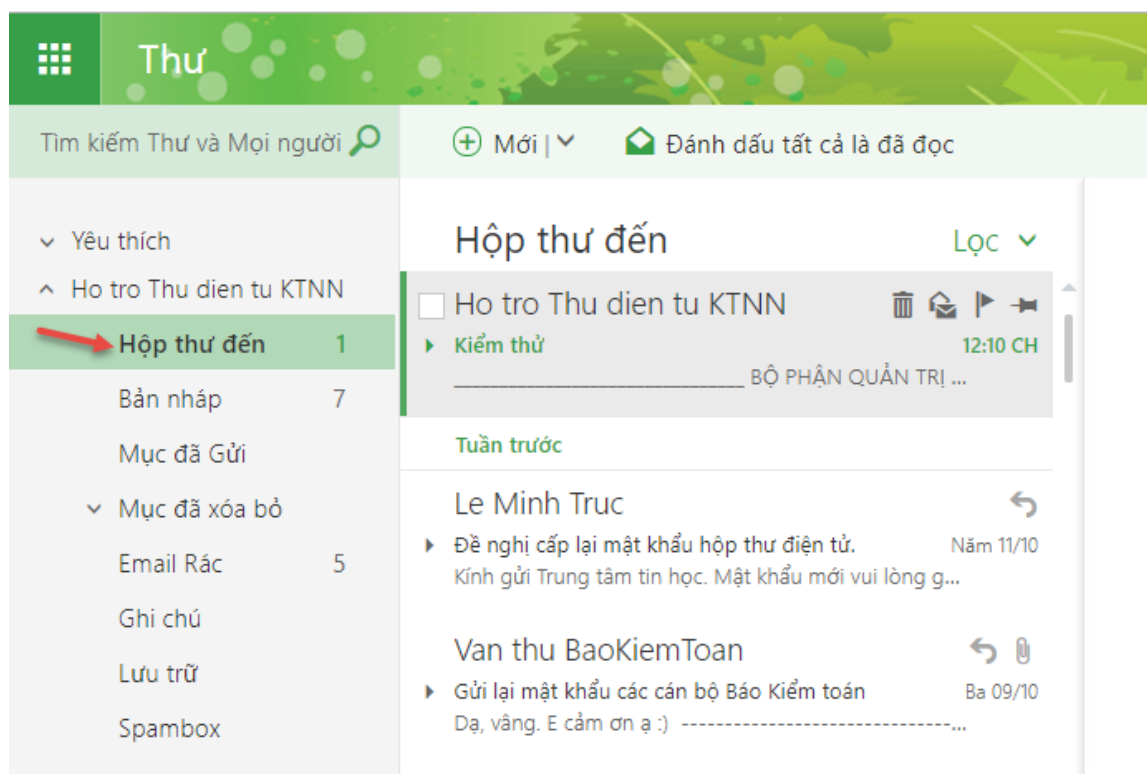 Thư
Tìm kiếm Thư và Mọi người
Mới
Đánh dấu tất cả là đã đọc
Yêu thích
Ho tro Thu dien tu KTNN
Hộp thư đến 1
Bản nháp 7
Mục đã Gửi
Mục đã xóa bỏ
Email Rác 5
Ghi chú
Lưu trữ
Spambox
Hộp thư đến Lọc
Ho tro Thu dien tu KTNN
Kiểm thử 12:10 CH
________________________________ BỘ PHẬN QUẢN TRỊ ...
Tuần trước
Le Minh Truc
Đề nghị cấp lại mật khẩu hộp thư điện tử. Năm 11/10
Kính gửi Trung tâm tin học. Mật khẩu mới vui lòng g...
Van thu BaoKiemToan
Gửi lại mật khẩu các cán bộ Báo Kiểm toán Ba 09/10
Dạ, vâng. E cảm ơn ạ :) -------------------------------...